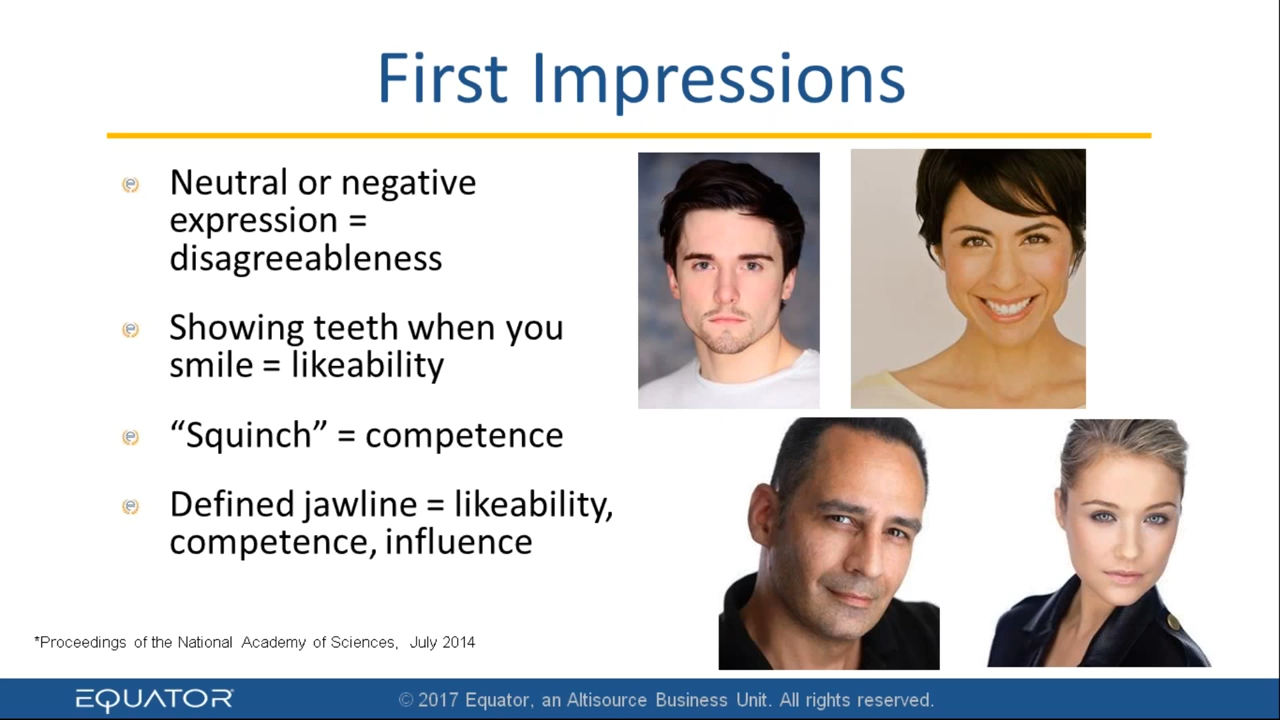 First Impressions
Neutral or negative
expression =
disagreeableness
Showing teeth when you
smile = likeability
“Squinch” = competence
Defined jawline = likeability,
competence, influence
*Proceedings of the National Academy of Sciences, July 2014
EQUATOR
© 2017 Equator, an Altisource Business Unit. All rights reserved.